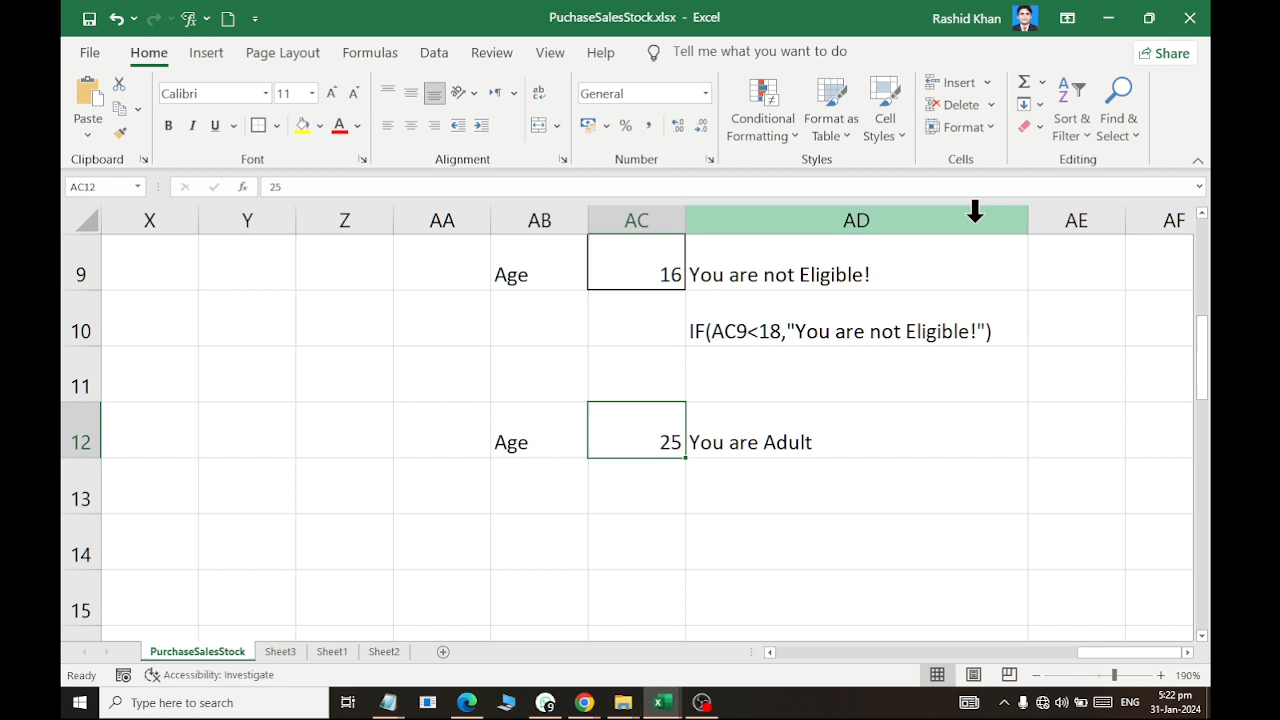 PuchaseSalesStock.xlsx - Excel
Rashid Khan
File Home Insert Page Layout Formulas Data Review View Help Tell me what you want to do Share
Paste
Clipboard
Calibri 11
B I U
Font
Alignment
General
Number
Conditional Formatting
Format as Table
Cell Styles
Styles
Insert
Delete
Format
Cells
Sort & Filter
Find & Select
Editing
AC12 fx 25
X Y Z AA AB AC AD AE AF
9 Age 16 You are not Eligible!
10 IF(AC9<18,"You are not Eligible!")
11
12 Age 25 You are Adult
13
14
15
PurchaseSalesStock Sheet3 Sheet1 Sheet2
Ready Accessibility: Investigate 190%
Type here to search
ENG
5:22 pm
31-Jan-2024